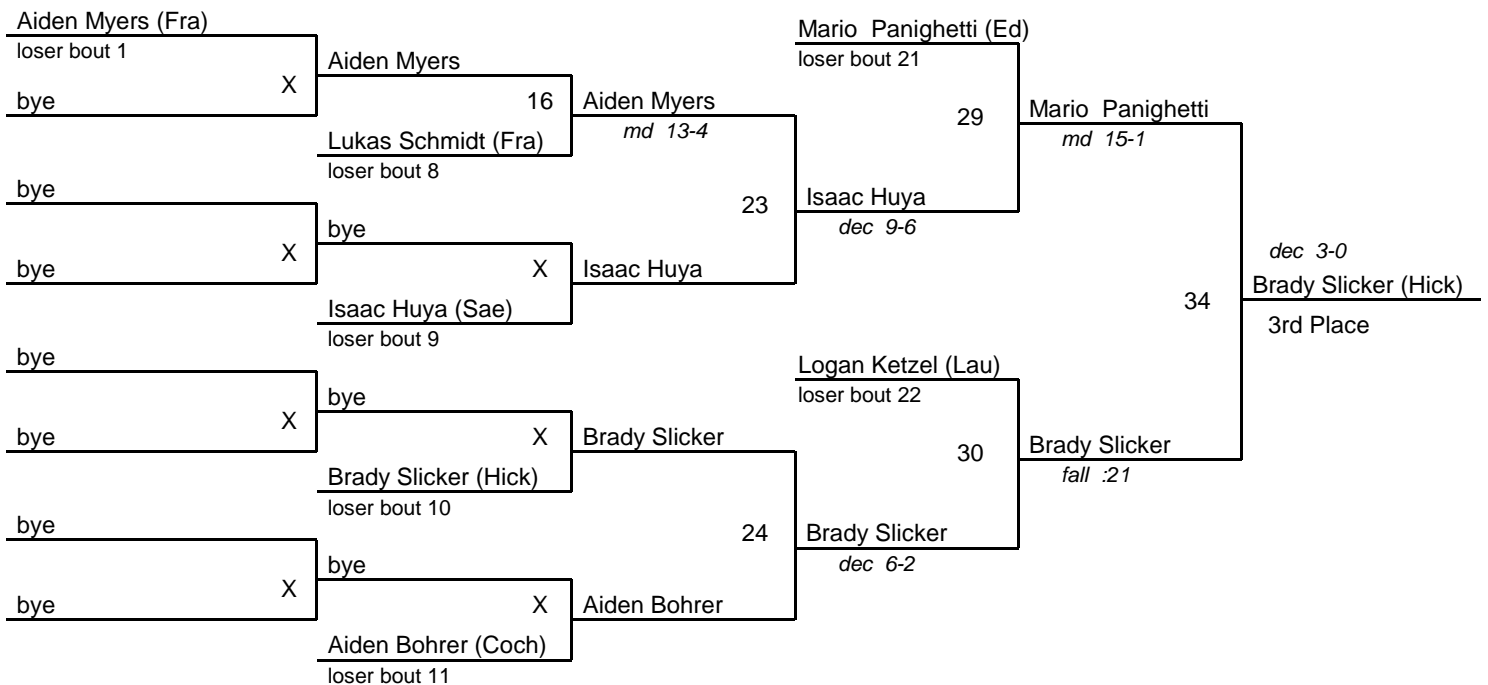 Aiden Myers (Fra)
loser bout 1
X
bye
bye
X
bye
bye
X
bye
bye
X
bye
Aiden Myers
16
Lukas Schmidt (Fra)
loser bout 8
bye
X
Isaac Huya (Sae)
loser bout 9
bye
X
Brady Slicker (Hick)
loser bout 10
bye
X
Aiden Bohrer (Coch)
loser bout 11
Aiden Myers
md 13-4
23
Isaac Huya
Brady Slicker
24
Aiden Bohrer
Mario Panighetti (Ed)
loser bout 21
29
Isaac Huya
dec 9-6
Logan Ketzel (Lau)
loser bout 22
30
Brady Slicker
dec 6-2
Mario Panighetti
md 15-1
34
Brady Slicker
fall :21
dec 3-0
Brady Slicker (Hick)
3rd Place